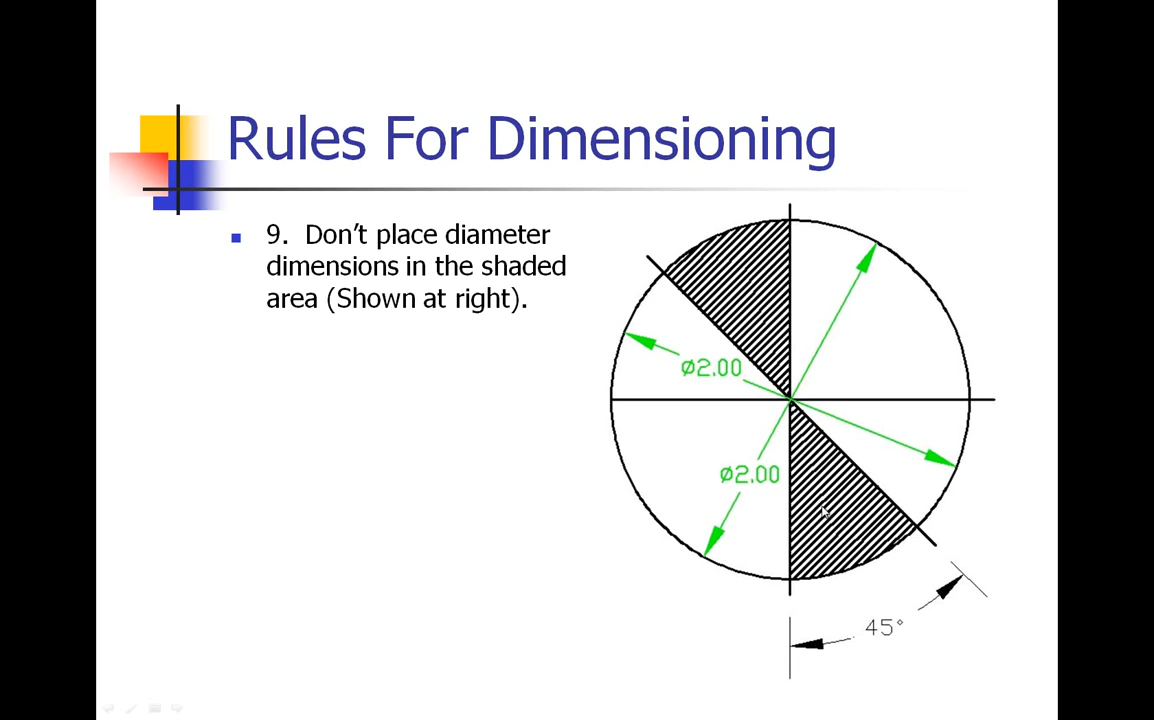 Rules For Dimensioning
9. Don't place diameter
dimensions in the shaded
area (Shown at right).
ø2.00
ø2.00
45°